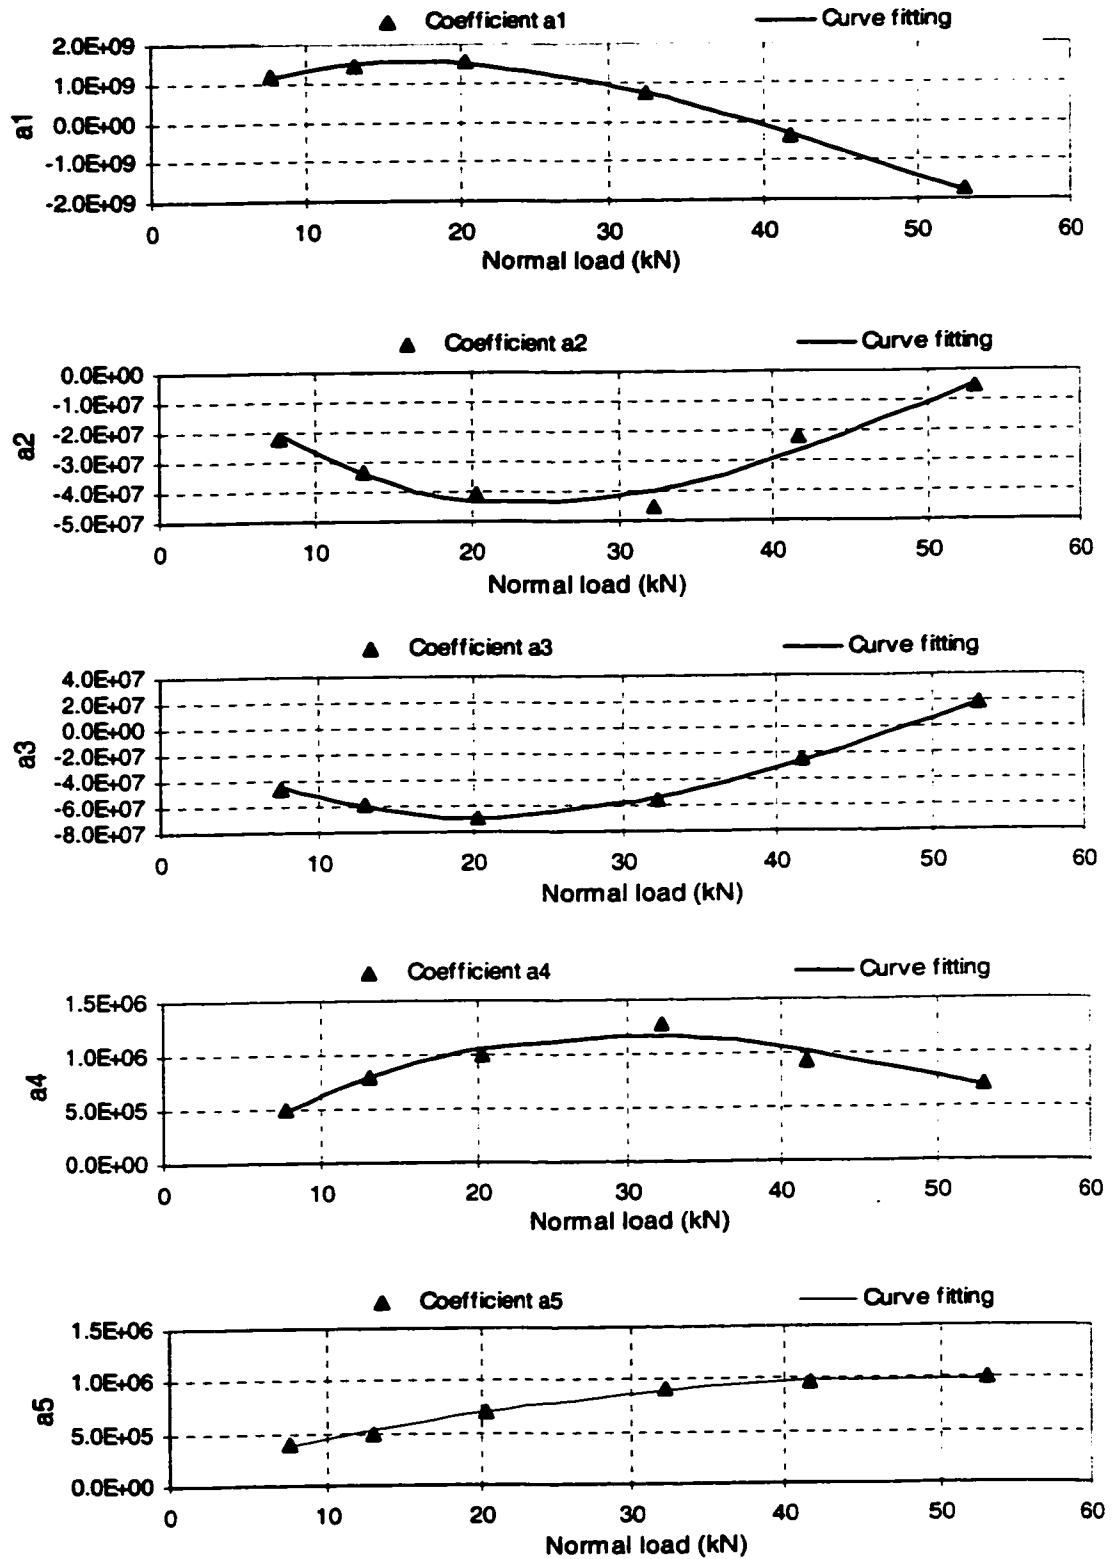 Coefficient a1 Curve fitting
2.0E+09
1.0E+09
0.0E+00
-1.0E+09
-2.0E+09
a1
0 10 20 30 40 50 60
Normal load (kN)
Coefficient a2 Curve fitting
0.0E+00
-1.0E+07
-2.0E+07
-3.0E+07
-4.0E+07
-5.0E+07
a2
0 10 20 30 40 50 60
Normal load (kN)
Coefficient a3 Curve fitting
4.0E+07
2.0E+07
0.0E+00
-2.0E+07
-4.0E+07
-6.0E+07
-8.0E+07
a3
0 10 20 30 40 50 60
Normal load (kN)
Coefficient a4 Curve fitting
1.5E+06
1.0E+06
5.0E+05
0.0E+00
a4
0 10 20 30 40 50 60
Normal load (kN)
Coefficient a5 Curve fitting
1.5E+06
1.0E+06
5.0E+05
0.0E+00
a5
0 10 20 30 40 50 60
Normal load (kN)